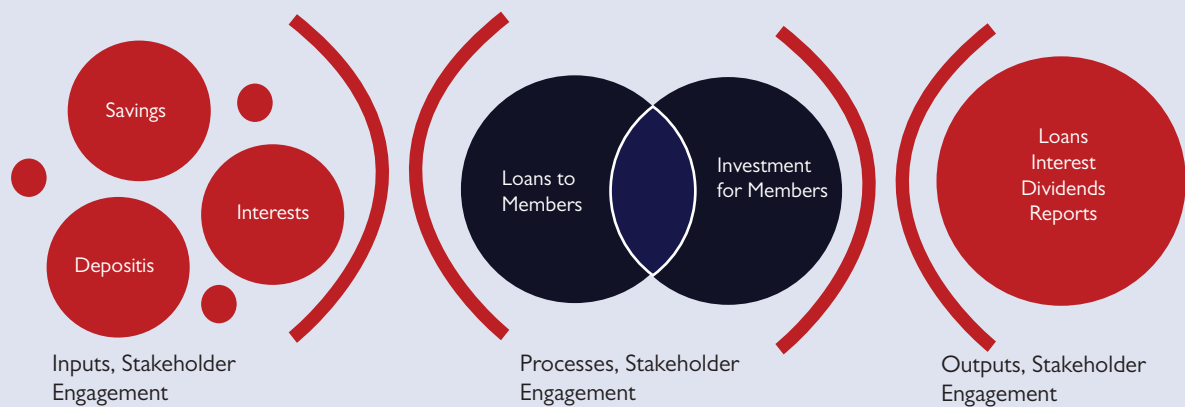 Savings
Interests
Depositis
Inputs, Stakeholder
Engagement
Loans to
Members
Investment
for Members
Processes, Stakeholder
Engagement
Loans
Interest
Dividends
Reports
Outputs, Stakeholder
Engagement